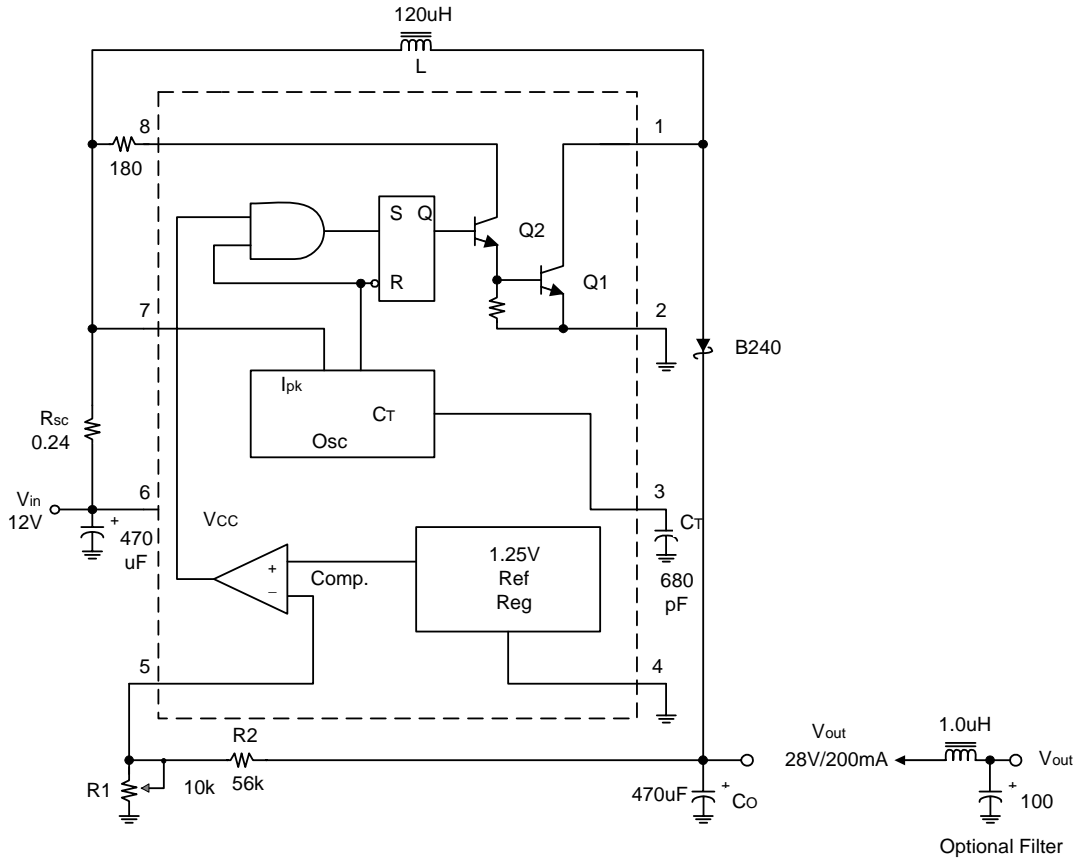 120uH
L
8
1
180
S Q
Q2
R
Q1
7
2
B240
Ipk
CT
Osc
Rsc
0.24
Vin
12V
6
3
CT
+
470
uF
VCC
680
pF
+
−
Comp.
1.25V
Ref
Reg
5
4
R2
56k
R1
10k
470uF
+
CO
Vout
28V/200mA
1.0uH
Vout
+
100
Optional Filter